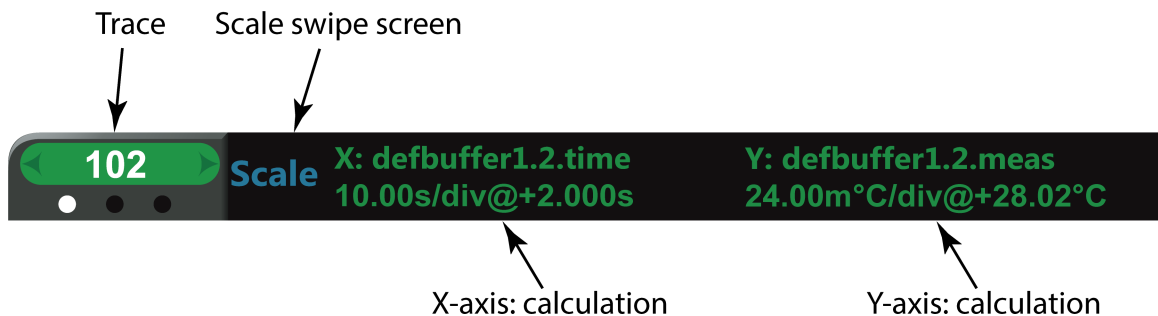 Trace
Scale swipe screen
102
Scale
X: defbuffer1.2.time
10.00s/div@+2.000s
Y: defbuffer1.2.meas
24.00m°C/div@+28.02°C
X-axis: calculation
Y-axis: calculation